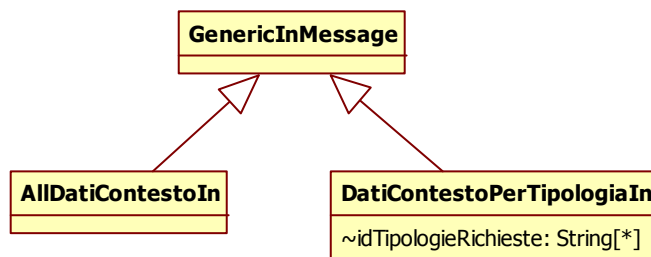 GenericInMessage
AllDatiContestoIn
DatiContestoPerTipologiaIn
~idTipologieRichieste: String[*]